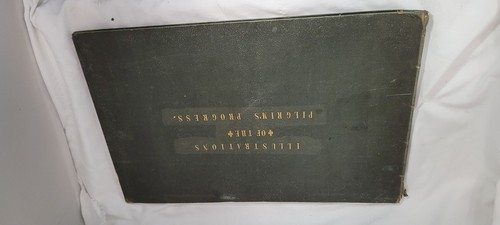 ILLUSTRATIONS
✤ OF THE ✤
PILGRIMS PROGRESS.